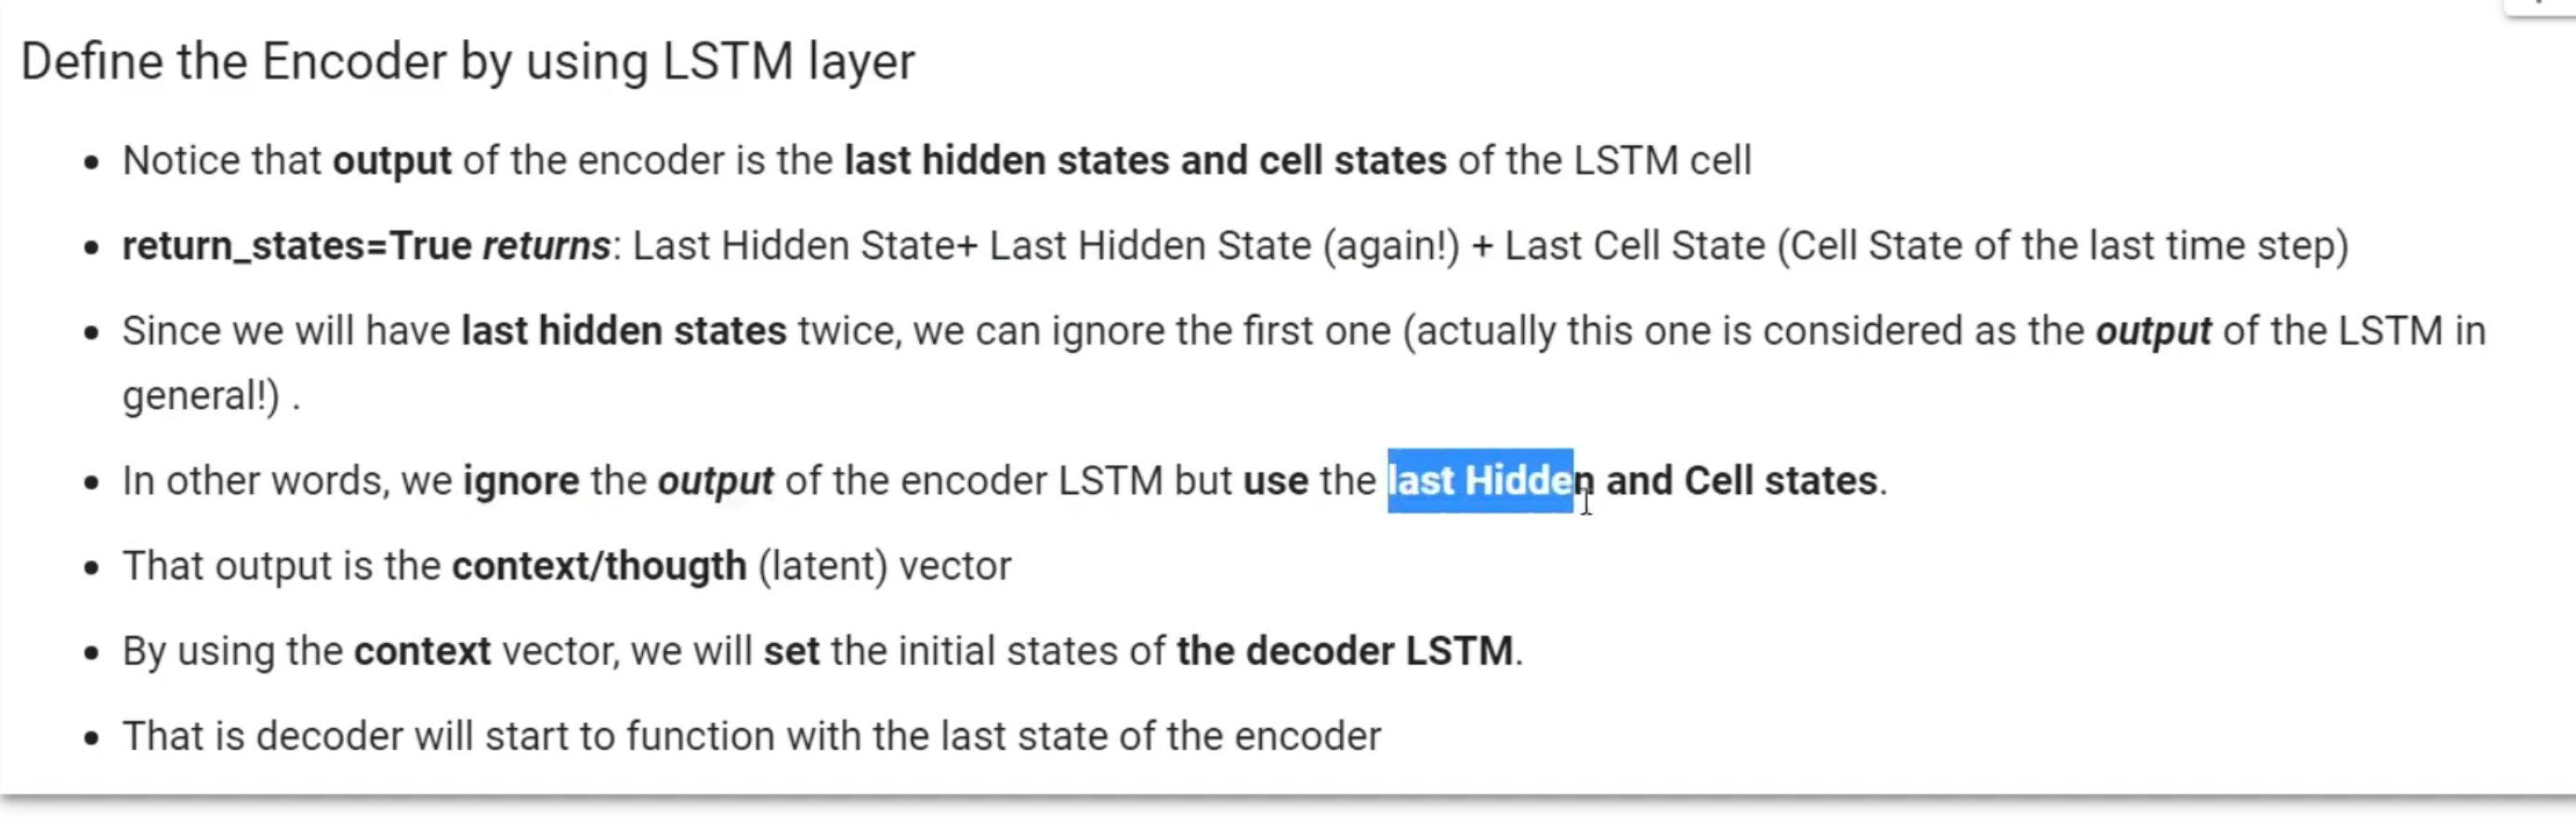 Define the Encoder by using LSTM layer
• Notice that output of the encoder is the last hidden states and cell states of the LSTM cell
• return_states=True returns: Last Hidden State+ Last Hidden State (again!) + Last Cell State (Cell State of the last time step)
• Since we will have last hidden states twice, we can ignore the first one (actually this one is considered as the output of the LSTM in
general!) .
• In other words, we ignore the output of the encoder LSTM but use the last Hidden and Cell states.
• That output is the context/thougth (latent) vector
• By using the context vector, we will set the initial states of the decoder LSTM.
• That is decoder will start to function with the last state of the encoder